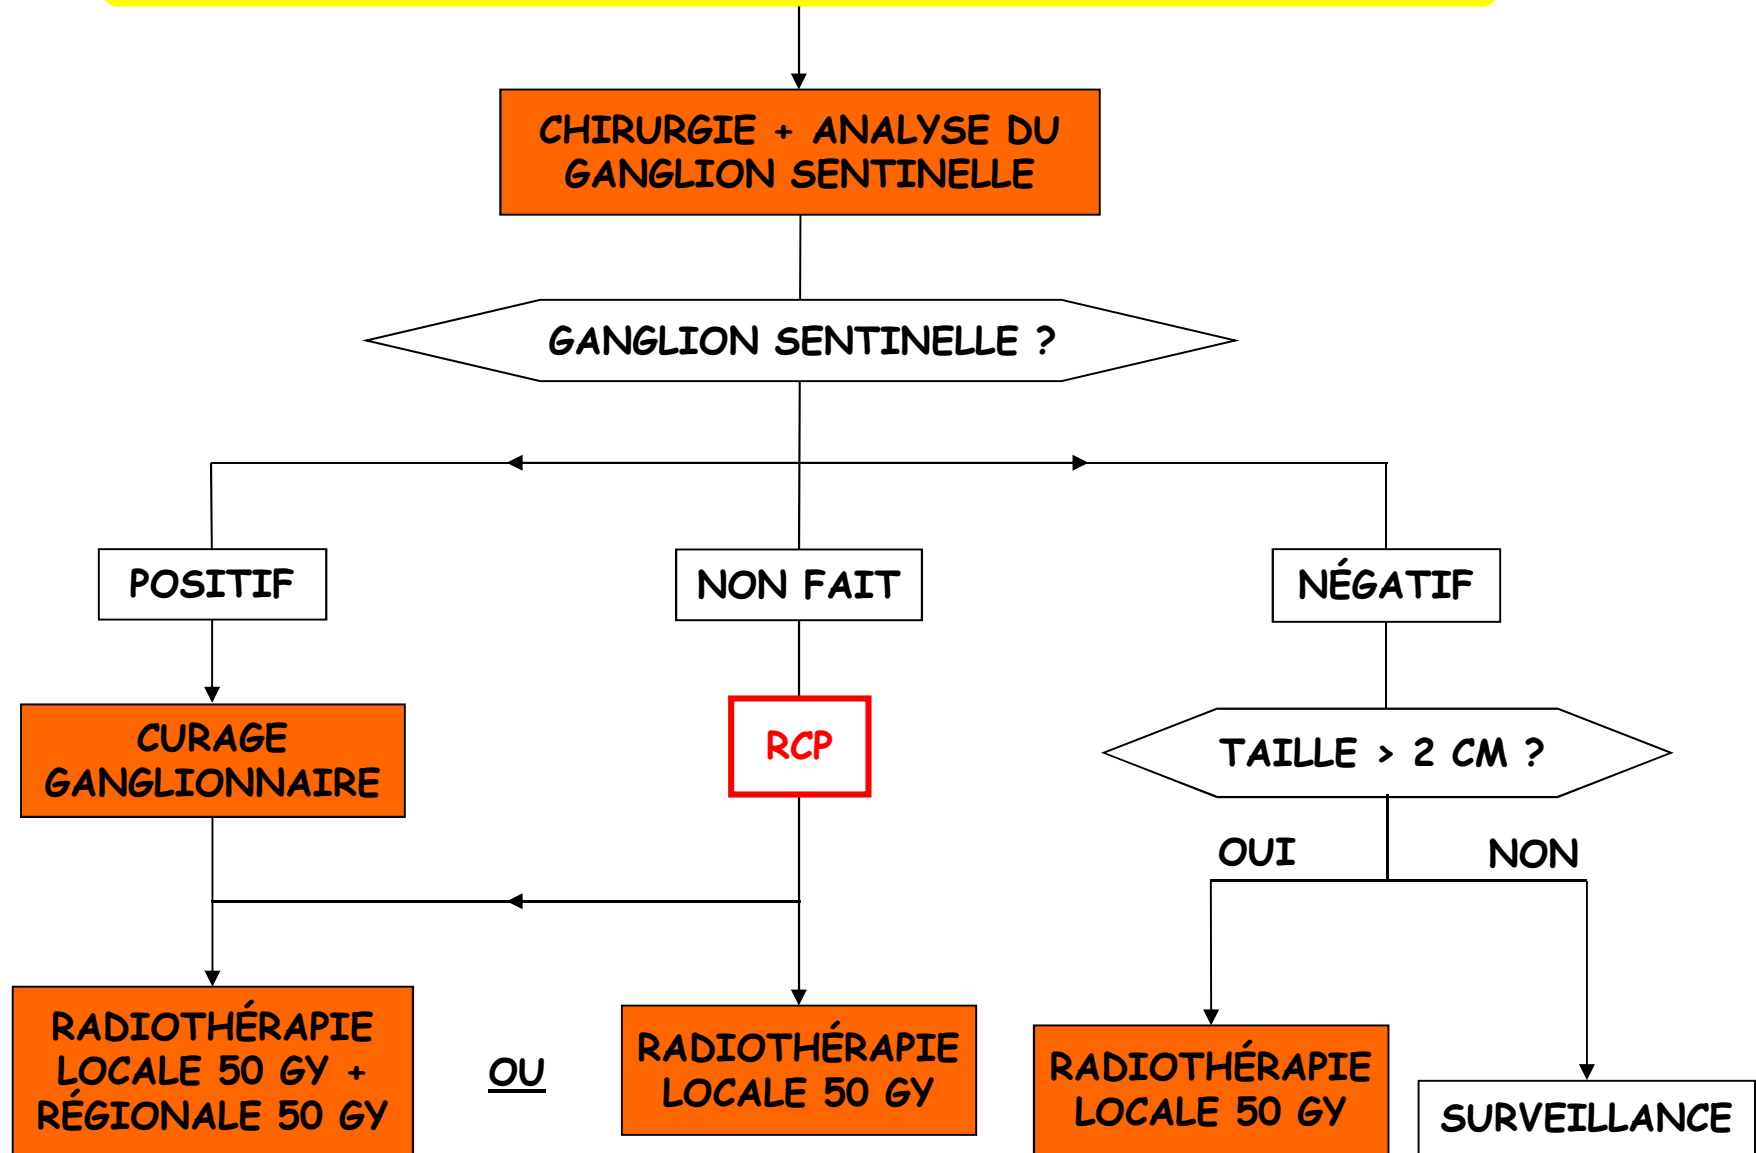 CHIRURGIE + ANALYSE DU
GANGLION SENTINELLE
GANGLION SENTINELLE ?
POSITIF
NON FAIT
NÉGATIF
CURAGE
GANGLIONNAIRE
RCP
TAILLE > 2 CM ?
OUI
NON
RADIOTHÉRAPIE
LOCALE 50 GY +
RÉGIONALE 50 GY
OU
RADIOTHÉRAPIE
LOCALE 50 GY
RADIOTHÉRAPIE
LOCALE 50 GY
SURVEILLANCE